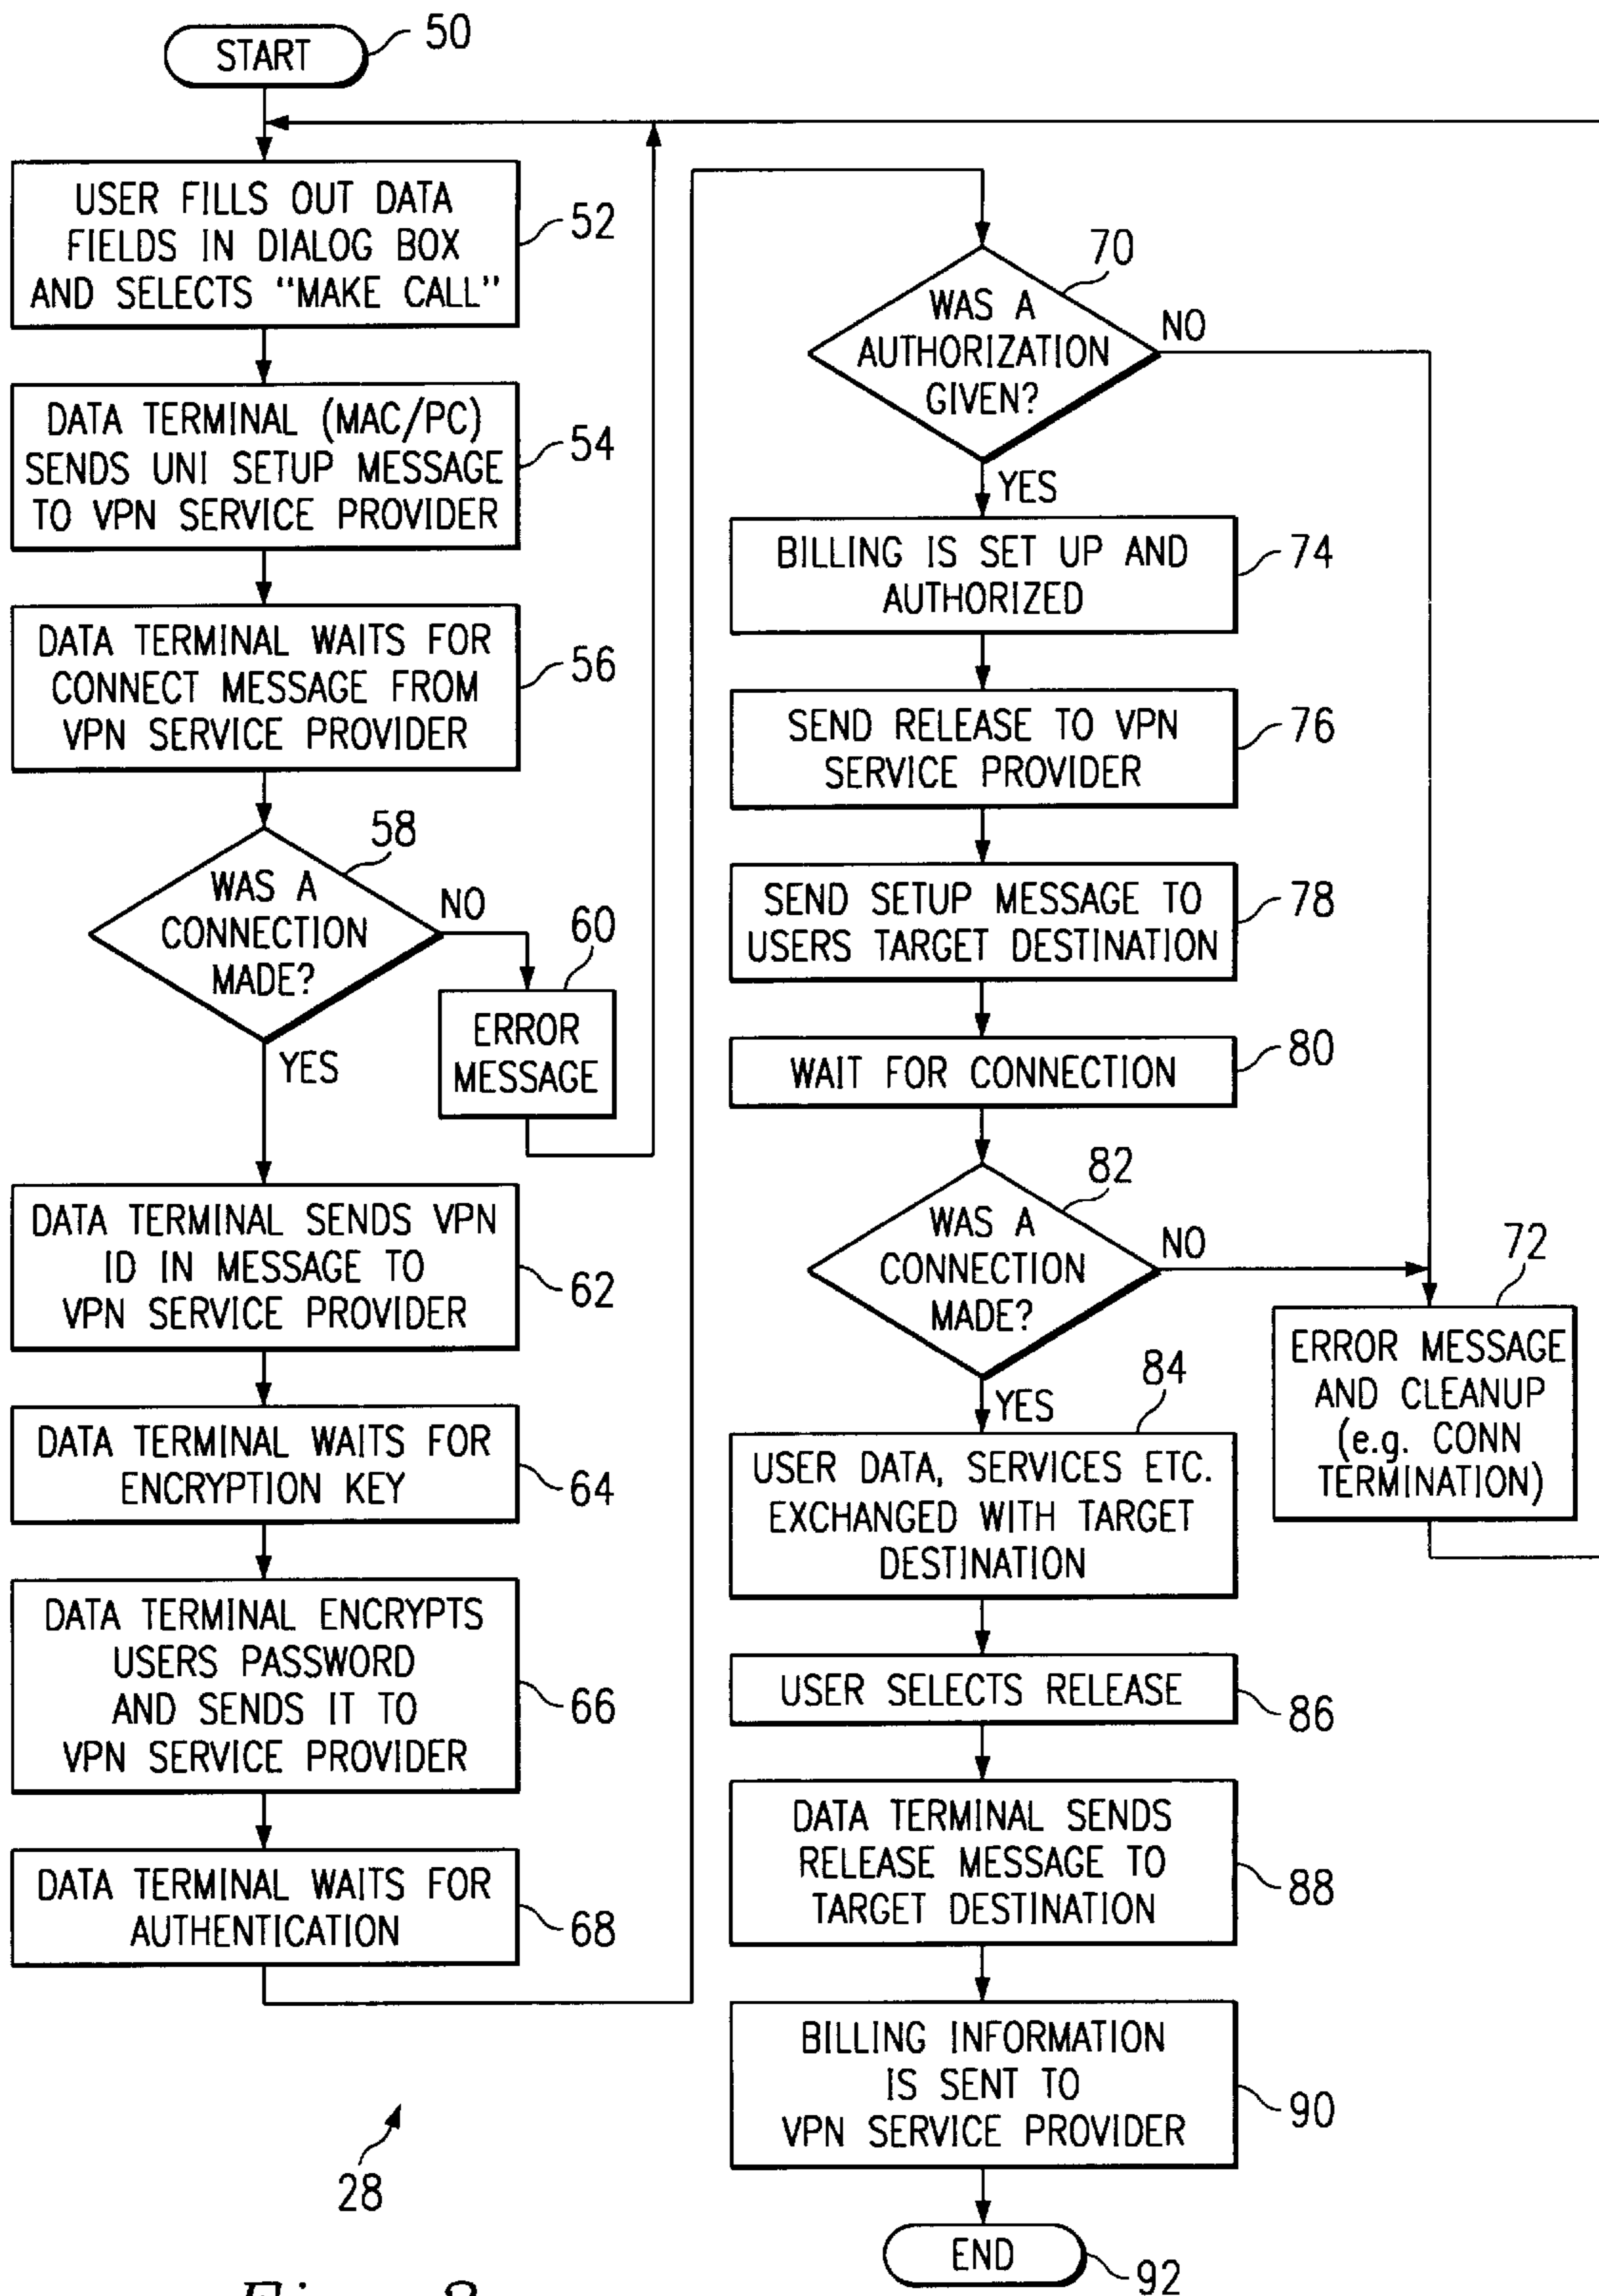 START
50
USER FILLS OUT DATA
FIELDS IN DIALOG BOX
AND SELECTS "MAKE CALL"
52
DATA TERMINAL (MAC/PC)
SENDS UNI SETUP MESSAGE
TO VPN SERVICE PROVIDER
54
DATA TERMINAL WAITS FOR
CONNECT MESSAGE FROM
VPN SERVICE PROVIDER
56
58
WAS A
CONNECTION
MADE?
NO
YES
60
ERROR
MESSAGE
DATA TERMINAL SENDS VPN
ID IN MESSAGE TO
VPN SERVICE PROVIDER
62
DATA TERMINAL WAITS FOR
ENCRYPTION KEY
64
DATA TERMINAL ENCRYPTS
USERS PASSWORD
AND SENDS IT TO
VPN SERVICE PROVIDER
66
DATA TERMINAL WAITS FOR
AUTHENTICATION
68
70
WAS A
AUTHORIZATION
GIVEN?
NO
YES
BILLING IS SET UP AND
AUTHORIZED
74
SEND RELEASE TO VPN
SERVICE PROVIDER
76
SEND SETUP MESSAGE TO
USERS TARGET DESTINATION
78
WAIT FOR CONNECTION
80
82
WAS A
CONNECTION
MADE?
NO
YES
72
ERROR MESSAGE
AND CLEANUP
(e.g. CONN
TERMINATION)
84
USER DATA, SERVICES ETC.
EXCHANGED WITH TARGET
DESTINATION
USER SELECTS RELEASE
86
DATA TERMINAL SENDS
RELEASE MESSAGE TO
TARGET DESTINATION
88
BILLING INFORMATION
IS SENT TO
VPN SERVICE PROVIDER
90
END
92
28